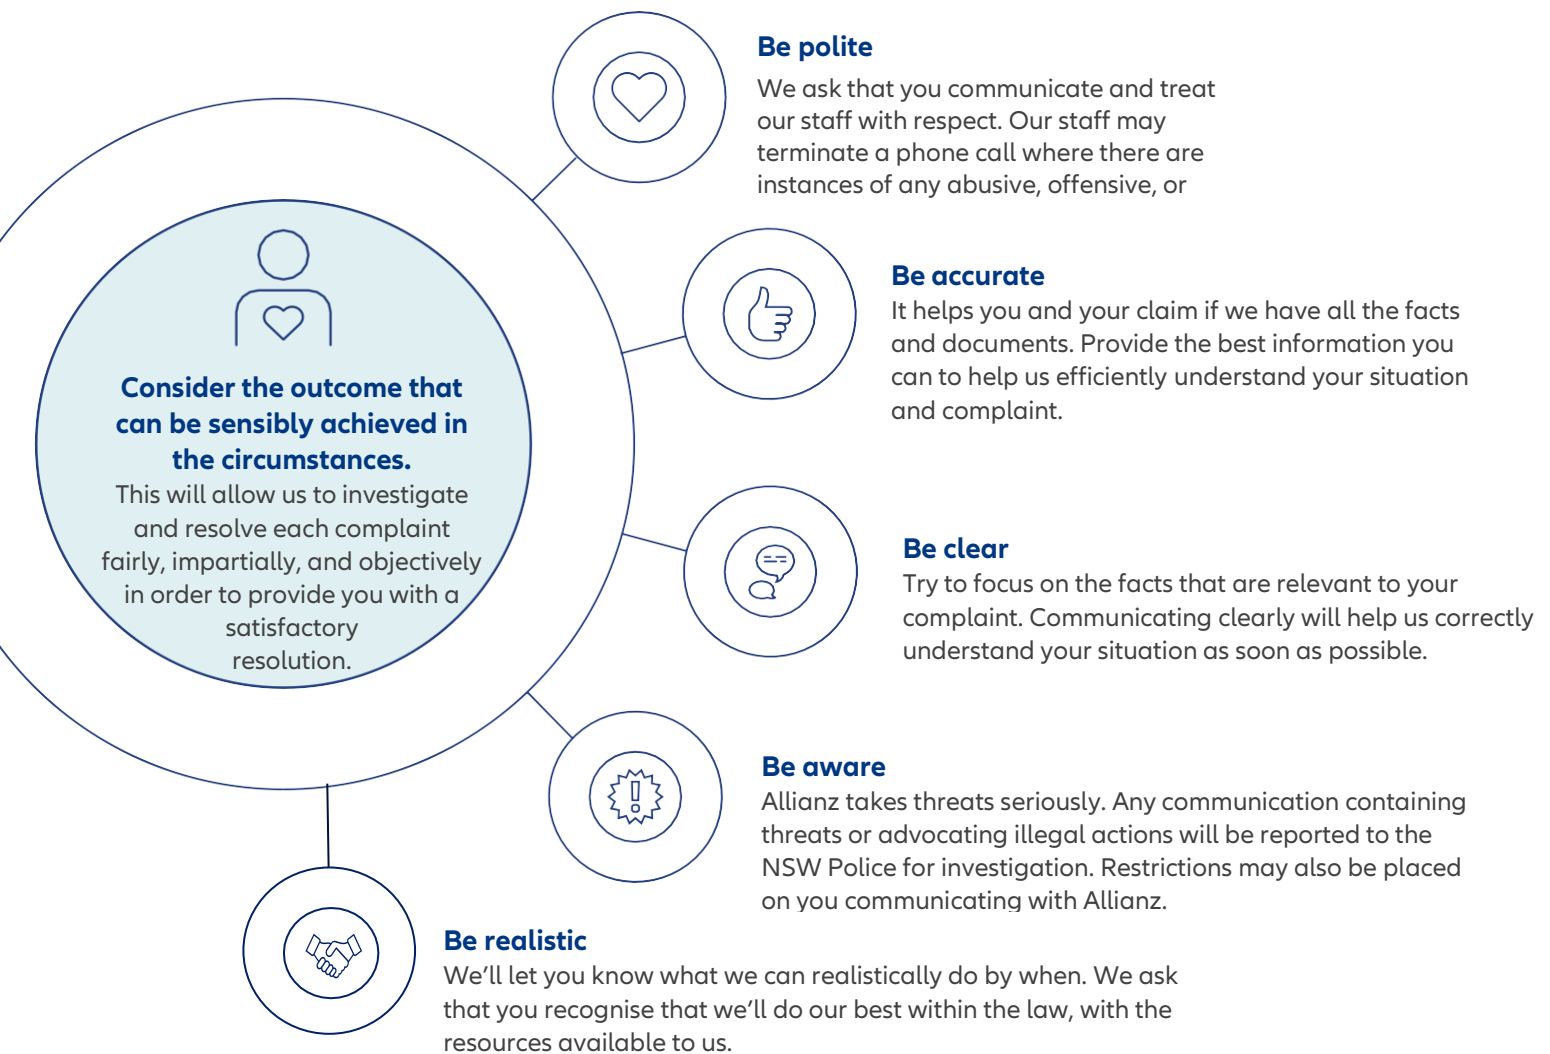 Be polite
We ask that you communicate and treat
our staff with respect. Our staff may
terminate a phone call where there are
instances of any abusive, offensive, or
Be accurate
It helps you and your claim if we have all the facts
and documents. Provide the best information you
can to help us efficiently understand your situation
and complaint.
Consider the outcome that
can be sensibly achieved in
the circumstances.
This will allow us to investigate
and resolve each complaint
fairly, impartially, and objectively
in order to provide you with a
satisfactory
resolution.
Be clear
Try to focus on the facts that are relevant to your
complaint. Communicating clearly will help us correctly
understand your situation as soon as possible.
Be aware
Allianz takes threats seriously. Any communication containing
threats or advocating illegal actions will be reported to the
NSW Police for investigation. Restrictions may also be placed
on you communicating with Allianz.
Be realistic
We’ll let you know what we can realistically do by when. We ask
that you recognise that we’ll do our best within the law, with the
resources available to us.